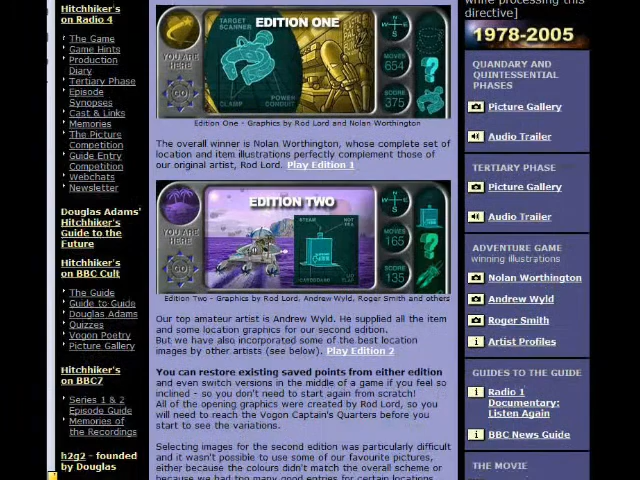 Hitchhiker's
on Radio 4
The Game
Game Hints
Production
Diary
Tertiary Phase
Episode
Synopses
Cast & Links
Memories
The Picture
Competition
Guide Entry
Competition
Webchats
Newsletter
Douglas Adams'
Hitchhiker's
Guide to the
Future
Hitchhiker's
on BBC Cult
The Guide
Guide to Guide
Douglas Adams
Quizzes
Vogon Poetry
Picture Gallery
Hitchhiker's
on BBC7
Series 1 & 2
Episode Guide
Memories of
the Recordings
h2g2 - founded
by Douglas
TARGET
SCANNER
EDITION ONE
YOU ARE
HERE
GO
CLAMP
POWER
CONDUIT
MOVES
654
SCORE
375
Edition One - Graphics by Rod Lord and Nolan Worthington
The overall winner is Nolan Worthington, whose complete set of
location and item illustrations perfectly complement those of
our original artist, Rod Lord. Play Edition 1
EDITION TWO
YOU ARE
HERE
GO
STEAM
MOVES
165
SCORE
135
Edition Two - Graphics by Rod Lord, Andrew Wyld, Roger Smith and others
Our top amateur artist is Andrew Wyld. He supplied all the item
and some location graphics for our second edition.
But we have also incorporated some of the best location
images by other artists (see below). Play Edition 2
You can restore existing saved points from either edition
and even switch versions in the middle of a game if you feel so
inclined - so you don't need to start again from scratch!
All of the opening graphics were created by Rod Lord, so you
will need to reach the Vogon Captain's Quarters before you
start to see the variations.
Selecting images for the second edition was particularly difficult
and it wasn't possible to use some of our favourite pictures,
either because the colours didn't match the overall scheme or
because we had too many good entries for certain locations
while processing this
directive]
1978-2005
QUANDARY AND
QUINTESSENTIAL
PHASES
Picture Gallery
Audio Trailer
TERTIARY PHASE
Picture Gallery
Audio Trailer
ADVENTURE GAME
winning illustrations
Nolan Worthington
Andrew Wyld
Roger Smith
Artist Profiles
GUIDES TO THE GUIDE
Radio 1
Documentary:
Listen Again
BBC News Guide
THE MOVIE